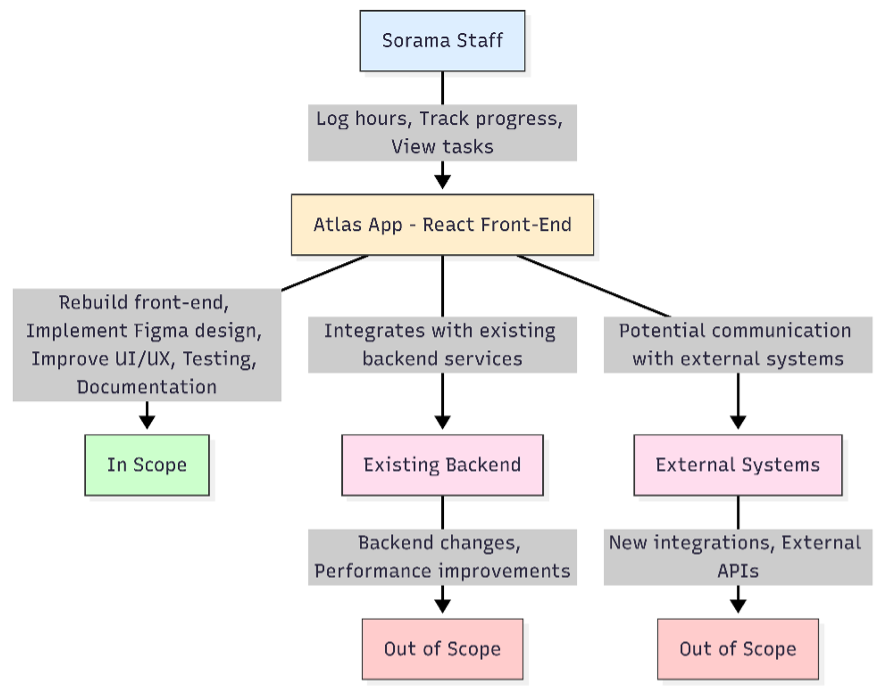 Sorama Staff
Log hours, Track progress,
View tasks
Atlas App - React Front-End
Rebuild front-end,
Implement Figma design,
Improve UI/UX, Testing,
Documentation
Integrates with existing
backend services
Potential communication
with external systems
In Scope
Existing Backend
External Systems
Backend changes,
Performance improvements
New integrations, External
APIs
Out of Scope
Out of Scope